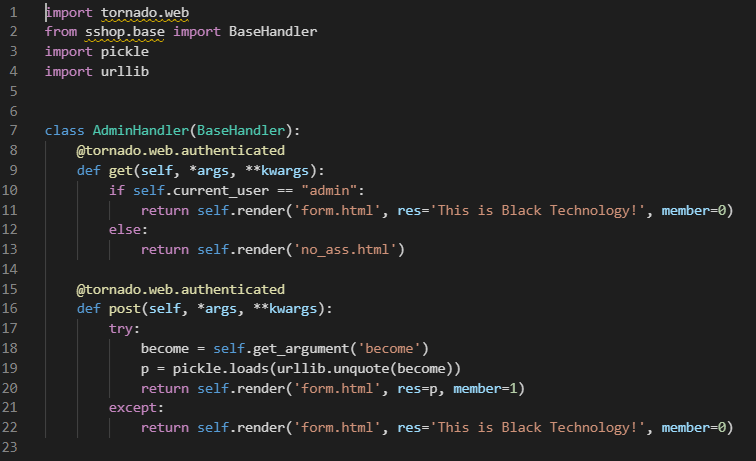 1 import tornado.web
2 from sshop.base import BaseHandler
3 import pickle
4 import urllib
5
6
7 class AdminHandler(BaseHandler):
8     @tornado.web.authenticated
9     def get(self, *args, **kwargs):
10         if self.current_user == "admin":
11             return self.render('form.html', res='This is Black Technology!', member=0)
12         else:
13             return self.render('no_ass.html')
14
15     @tornado.web.authenticated
16     def post(self, *args, **kwargs):
17         try:
18             become = self.get_argument('become')
19             p = pickle.loads(urllib.unquote(become))
20             return self.render('form.html', res=p, member=1)
21         except:
22             return self.render('form.html', res='This is Black Technology!', member=0)
23